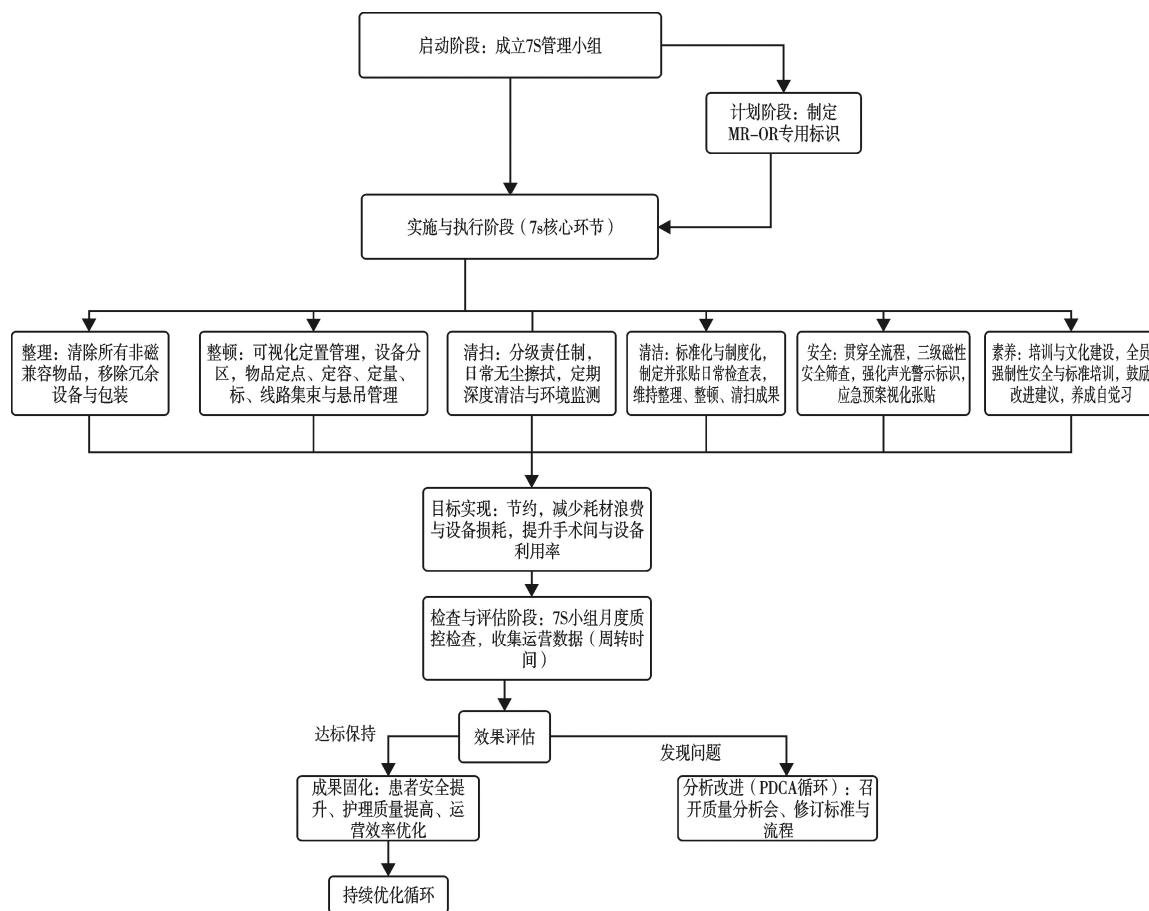 启动阶段：成立7S管理小组
计划阶段：制定
MR-OR专用标识
实施与执行阶段（7s核心环节）
整理：清除所有非磁
兼容物品，移除冗余
设备与包装
整顿：可视化定置管理，设备分
区，物品定点、定容、定量、
标、线路集束与悬吊管理
清扫：分级责任制，
日常无尘擦拭，定期
深度清洁与环境监测
清洁：标准化与制度化，
制定并张贴日常检查表，
维持整理、整顿、清扫成果
安全：贯穿全流程，三级磁性
安全筛查，强化声光警示标识，
应急预案视化张贴
素养：培训与文化建设，全员
强制性安全与标准培训，鼓励
改进建议，养成自觉习
目标实现：节约，减少耗材浪费
与设备损耗，提升手术间与设备
利用率
检查与评估阶段：7S小组月度质
控检查，收集运营数据（周转时
间）
效果评估
达标保持
发现问题
成果固化：患者安全提
升、护理质量提高、运
营效率优化
分析改进（PDCA循环）：召
开质量分析会、修订标准与
流程
持续优化循环